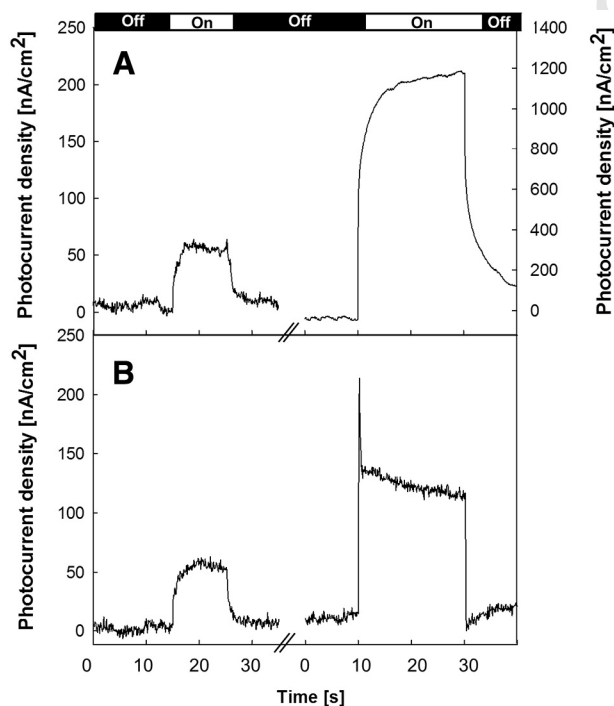 Off On Off On Off
250 1400
A
200 1200
1000
150 800
100 600
400
50 200
0 0
Photocurrent density [nA/cm2]
Photocurrent density [nA/cm2]
250
B
200
150
100
50
0
Photocurrent density [nA/cm2]
0 10 20 30 0 10 20 30
Time [s]